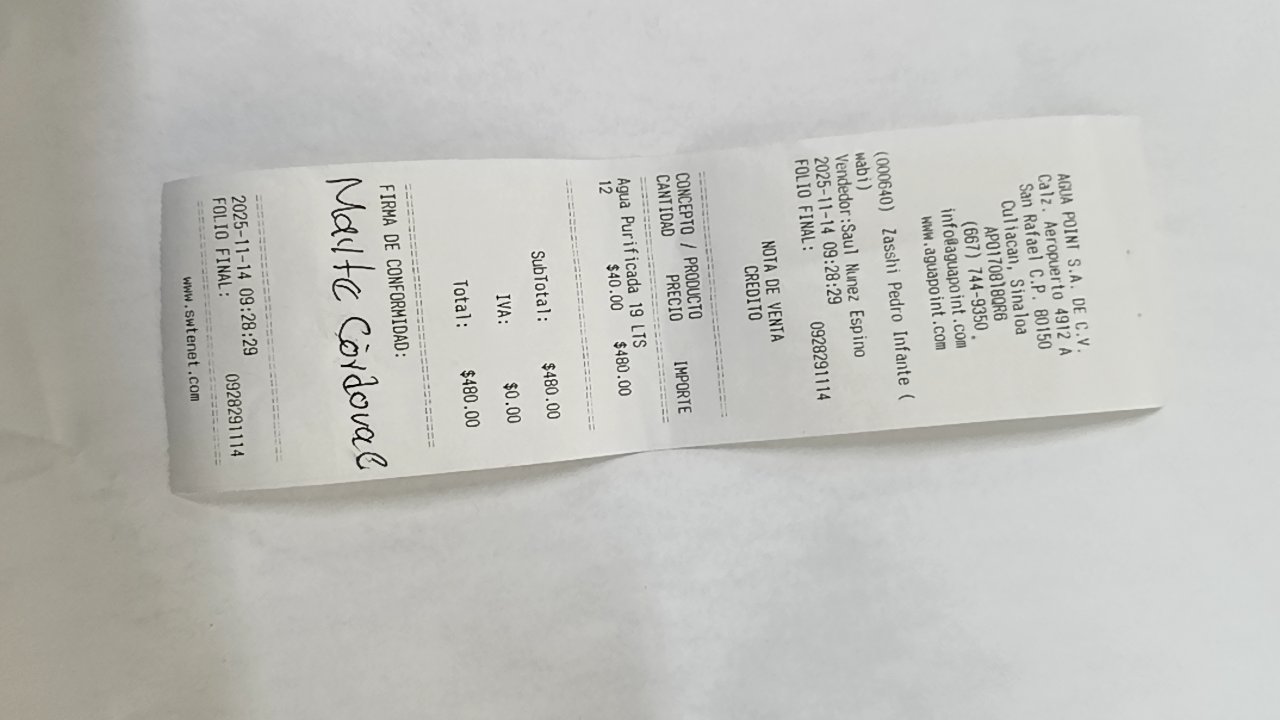 AGUA POINT S.A. DE C.V.
Calz. Aeropuerto 4912 A
San Rafael C.P. 80150
Culiacan, Sinaloa
APO170818QR6
(667) 744-9350.
info@aguapoint.com
www.aguapoint.com
(000640) Zasshi Pedro Infante (
wabi)
Vendedor:Saul Nunez Espino
2025-11-14 09:28:29 0928291114
FOLIO FINAL:
NOTA DE VENTA
CREDITO
CONCEPTO / PRODUCTO
CANTIDAD PRECIO IMPORTE
Agua Purificada 19 LTS
12 $40.00 $480.00
SubTotal: $480.00
IVA: $0.00
Total: $480.00
FIRMA DE CONFORMIDAD:
2025-11-14 09:28:29 0928291114
FOLIO FINAL:
www.swtenet.com